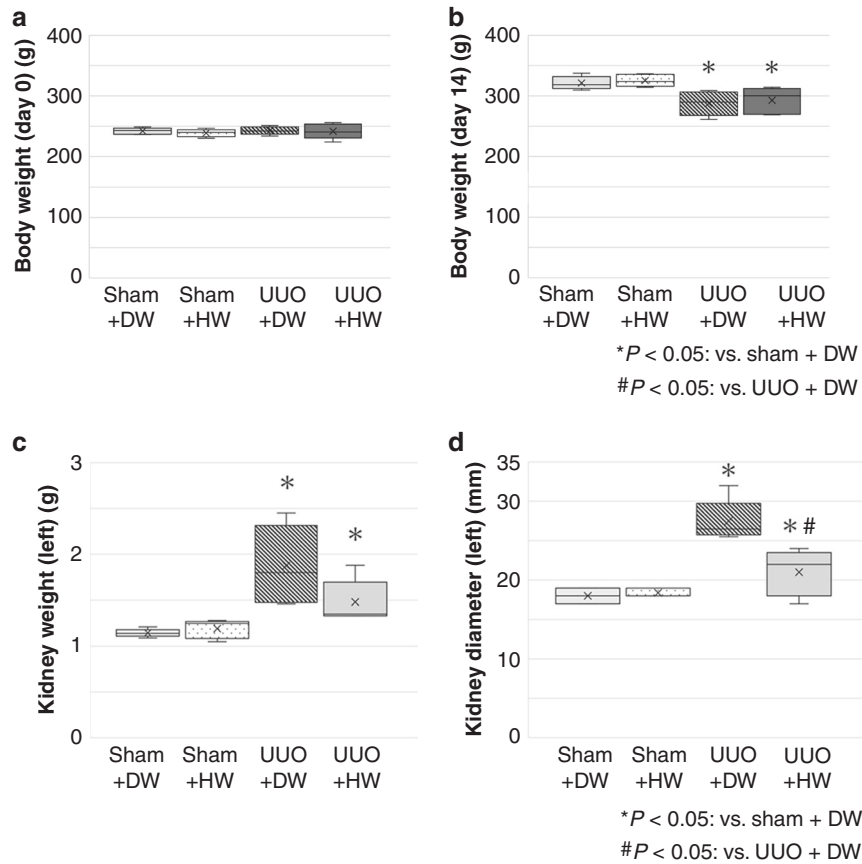 a
Body weight (day 0) (g)
400
300
200
100
0
Sham +DW
Sham +HW
UUO +DW
UUO +HW
b
Body weight (day 14) (g)
400
300
200
100
0
* *
Sham +DW
Sham +HW
UUO +DW
UUO +HW
*P < 0.05: vs. sham + DW
#P < 0.05: vs. UUO + DW
c
Kidney weight (left) (g)
3
2
1
0
*
*
Sham +DW
Sham +HW
UUO +DW
UUO +HW
d
Kidney diameter (left) (mm)
35
30
20
10
0
*
* #
Sham +DW
Sham +HW
UUO +DW
UUO +HW
*P < 0.05: vs. sham + DW
#P < 0.05: vs. UUO + DW